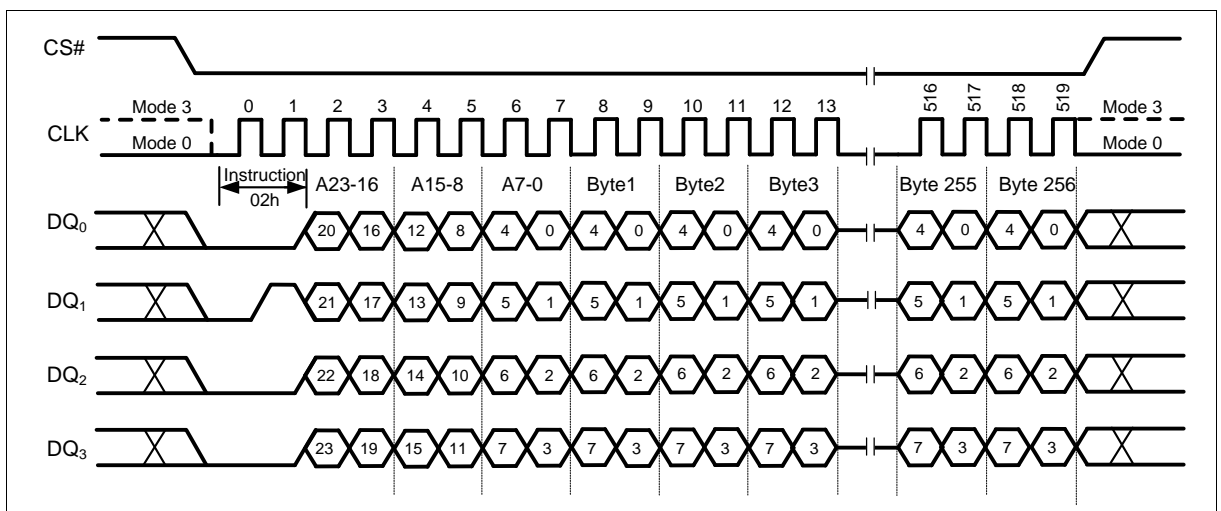 CS#
Mode 3 0 1 2 3 4 5 6 7 8 9 10 11 12 13 516 517 518 519 Mode 3
CLK
Mode 0 Mode 0
Instruction A23-16 A15-8 A7-0 Byte1 Byte2 Byte3 Byte 255 Byte 256
02h
DQ0 20 16 12 8 4 0 4 0 4 0 4 0 4 0 4 0
DQ1 21 17 13 9 5 1 5 1 5 1 5 1 5 1 5 1
DQ2 22 18 14 10 6 2 6 2 6 2 6 2 6 2 6 2
DQ3 23 19 15 11 7 3 7 3 7 3 7 3 7 3 7 3